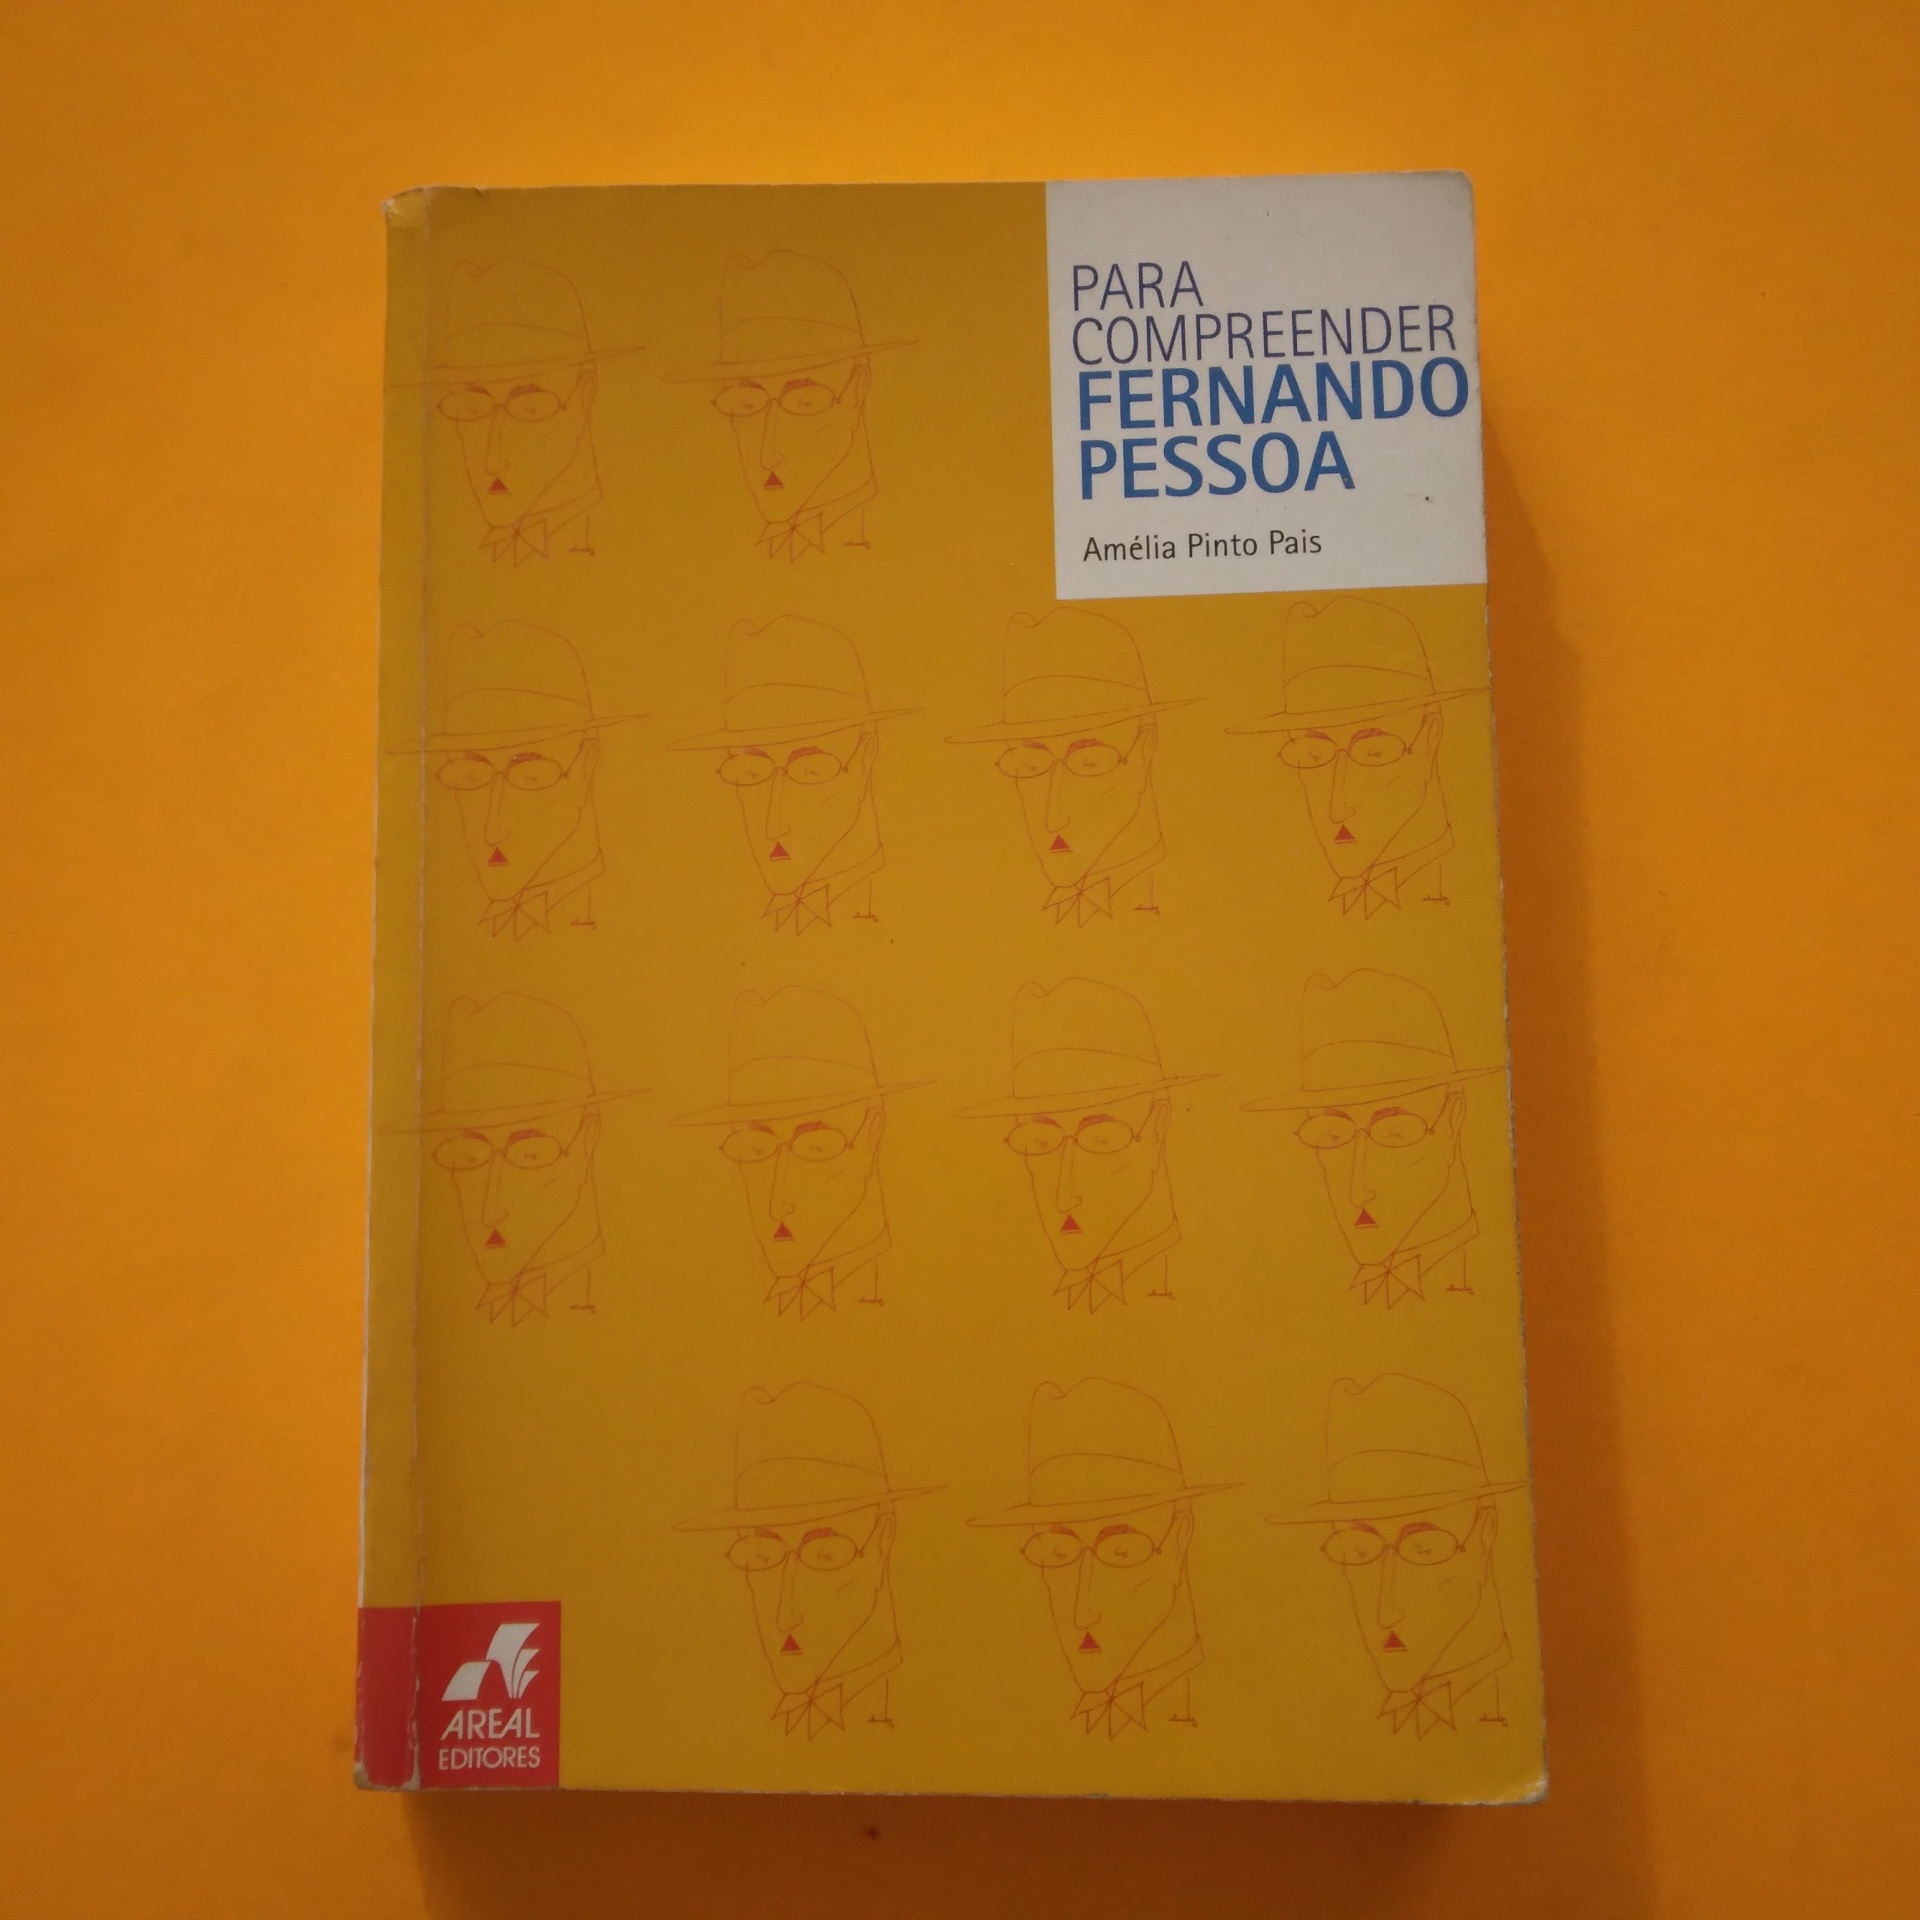 PARA
COMPREENDER
FERNANDO
PESSOA
Amélia Pinto Pais
AREAL
EDITORES